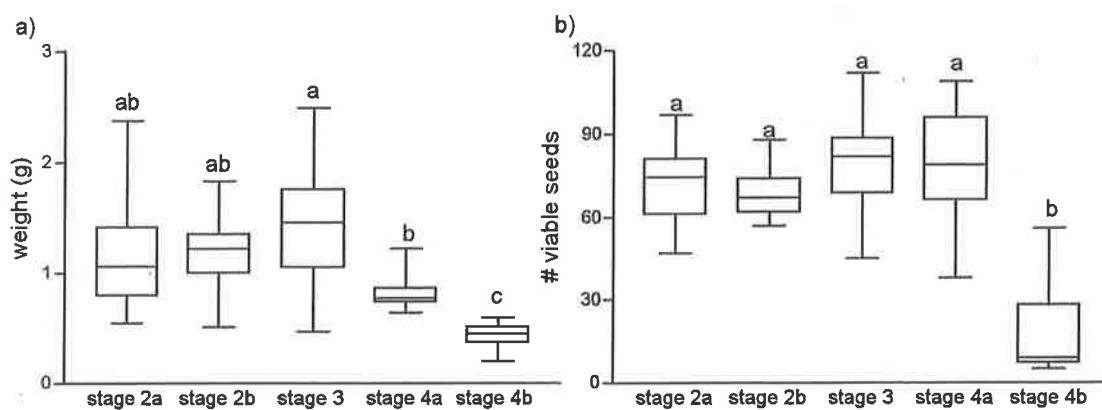 a)
weight (g)
3
2
1
0
ab
ab
a
b
c
stage 2a stage 2b stage 3 stage 4a stage 4b
b)
# viable seeds
120
90
60
30
0
a
a
a
a
b
stage 2a stage 2b stage 3 stage 4a stage 4b